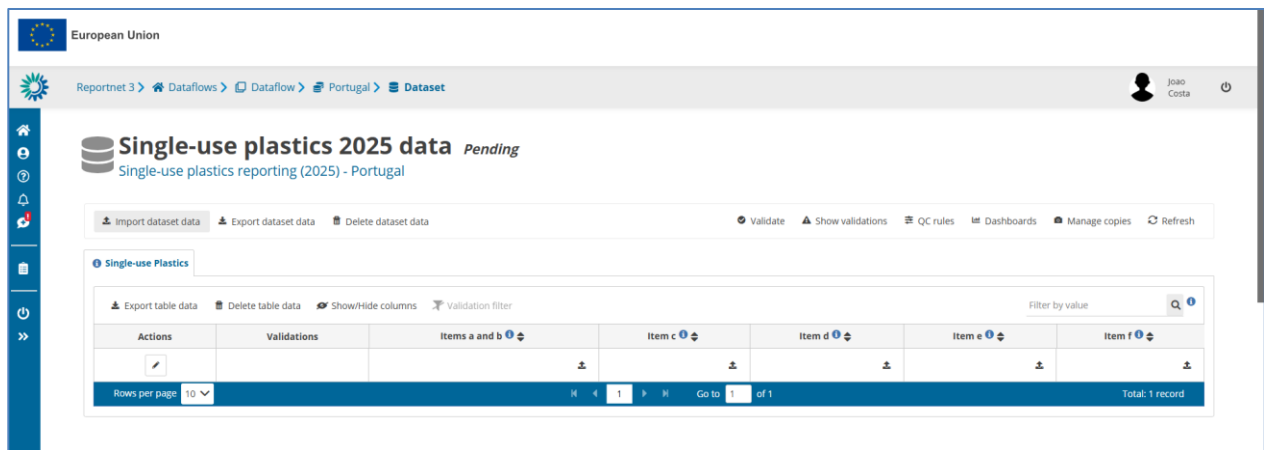 European Union
Reportnet 3 > Dataflows > Dataflow > Portugal > Dataset
Joao
Costa
Single-use plastics 2025 data Pending
Single-use plastics reporting (2025) - Portugal
Import dataset data Export dataset data Delete dataset data Validate Show validations QC rules Dashboards Manage copies Refresh
Single-use Plastics
Export table data Delete table data Show/Hide columns Validation filter Filter by value
Actions Validations Items a and b Item c Item d Item e Item f
Rows per page 10 1 Go to 1 of 1 Total: 1 record